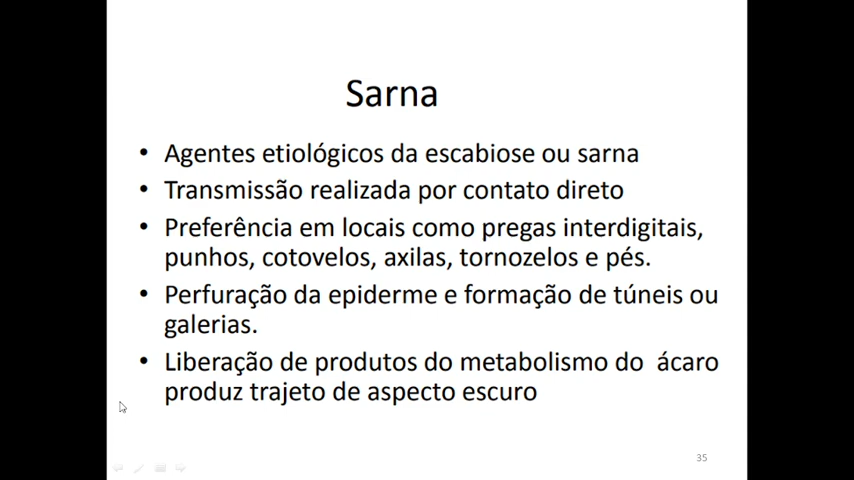 Sarna
• Agentes etiológicos da escabiose ou sarna
• Transmissão realizada por contato direto
• Preferência em locais como pregas interdigitais,
punhos, cotovelos, axilas, tornozelos e pés.
• Perfuração da epiderme e formação de túneis ou
galerias.
• Liberação de produtos do metabolismo do  ácaro
produz trajeto de aspecto escuro
35